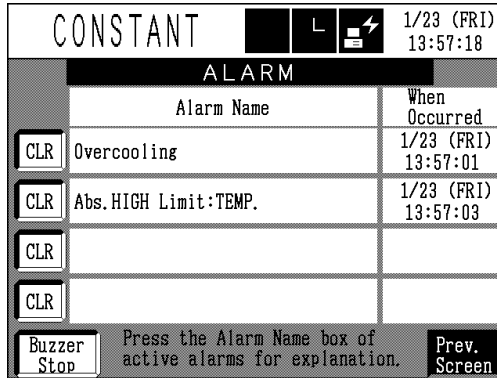 CONSTANT
1/23 (FRI)
13:57:18
ALARM
Alarm Name
When
Occurred
CLR
Overcooling
1/23 (FRI)
13:57:01
CLR
Abs.HIGH Limit:TEMP.
1/23 (FRI)
13:57:03
CLR
CLR
Buzzer
Stop
Press the Alarm Name box of
active alarms for explanation.
Prev.
Screen